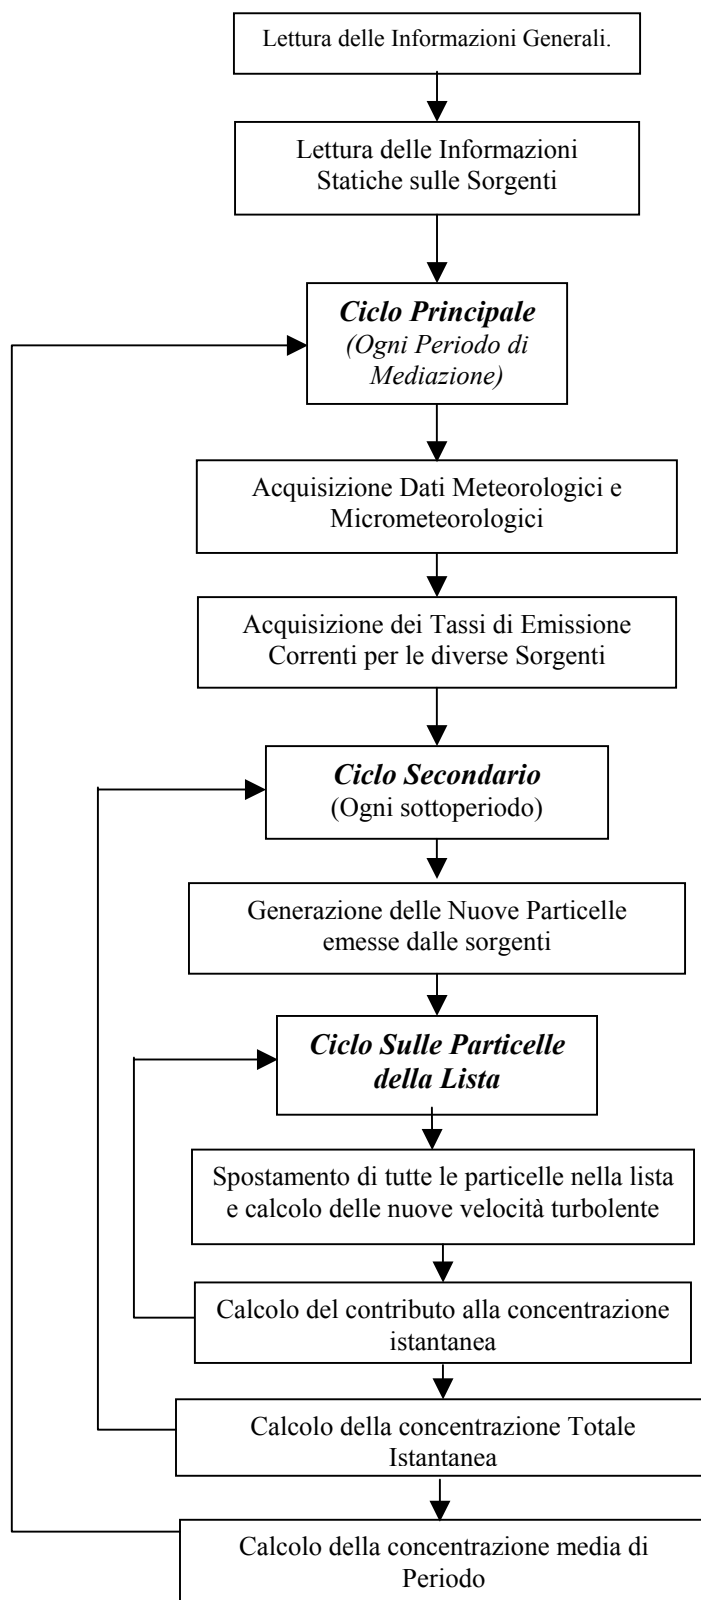 Lettura delle Informazioni Generali.
Lettura delle Informazioni
Statiche sulle Sorgenti
Ciclo Principale
(Ogni Periodo di
Mediazione)
Acquisizione Dati Meteorologici e
Micrometeorologici
Acquisizione dei Tassi di Emissione
Correnti per le diverse Sorgenti
Ciclo Secondario
(Ogni sottoperiodo)
Generazione delle Nuove Particelle
emesse dalle sorgenti
Ciclo Sulle Particelle
della Lista
Spostamento di tutte le particelle nella lista
e calcolo delle nuove velocità turbolente
Calcolo del contributo alla concentrazione
istantanea
Calcolo della concentrazione Totale
Istantanea
Calcolo della concentrazione media di
Periodo